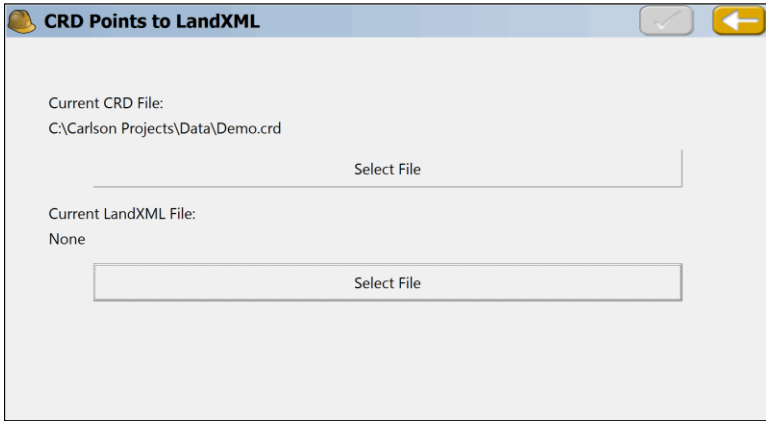 CRD Points to LandXML
Current CRD File:
C:\Carlson Projects\Data\Demo.crd
Select File
Current LandXML File:
None
Select File